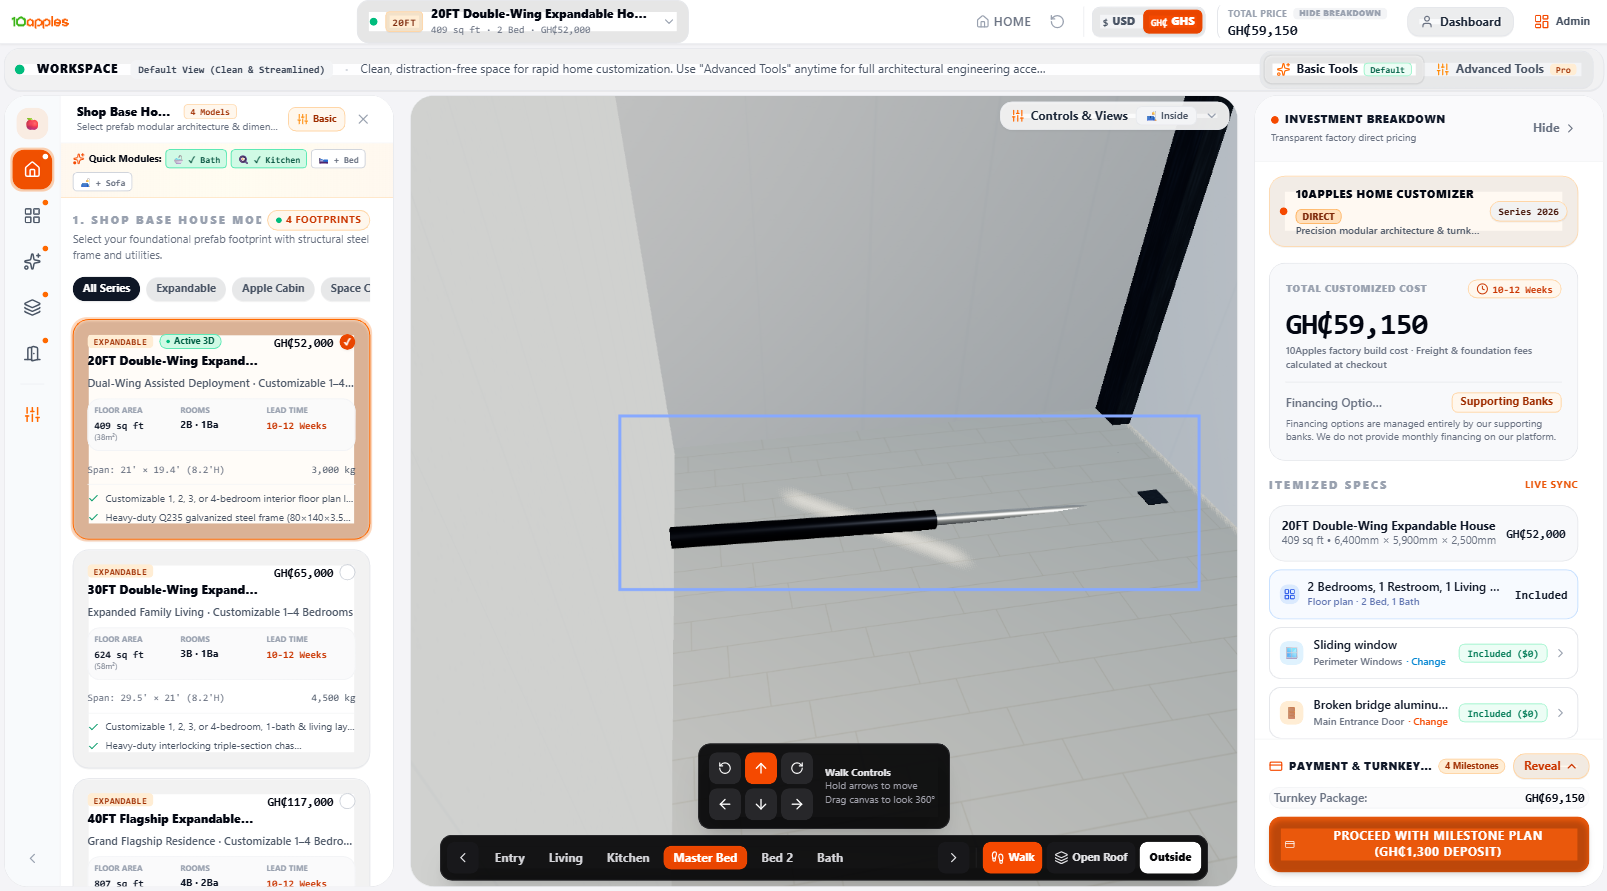 10apples
20FT
20FT Double-Wing Expandable Ho...
409 sq ft · 2 Bed · GH₵52,000
HOME
$ USD
GH₵ GHS
TOTAL PRICE
HIDE BREAKDOWN
GH₵59,150
Dashboard
Admin
WORKSPACE
Default View (Clean & Streamlined)
Clean, distraction-free space for rapid home customization. Use "Advanced Tools" anytime for full architectural engineering acce...
Basic Tools
Default
Advanced Tools
Pro
Shop Base Ho...
4 Models
Select prefab modular architecture & dimen...
Basic
Quick Modules:
✓ Bath
✓ Kitchen
+ Bed
+ Sofa
1. SHOP BASE HOUSE MOD
4 FOOTPRINTS
Select your foundational prefab footprint with structural steel
frame and utilities.
All Series
Expandable
Apple Cabin
Space C
EXPANDABLE
• Active 3D
GH₵52,000
20FT Double-Wing Expand...
Dual-Wing Assisted Deployment · Customizable 1–4...
FLOOR AREA
ROOMS
LEAD TIME
409 sq ft
2B · 1Ba
10-12 Weeks
(38m²)
Span: 21' × 19.4' (8.2'H)
3,000 kg
Customizable 1, 2, 3, or 4-bedroom interior floor plan l...
Heavy-duty Q235 galvanized steel frame (80×140×3.5...
EXPANDABLE
GH₵65,000
30FT Double-Wing Expand...
Expanded Family Living · Customizable 1–4 Bedrooms
FLOOR AREA
ROOMS
LEAD TIME
624 sq ft
3B · 1Ba
10-12 Weeks
(58m²)
Span: 29.5' × 21' (8.2'H)
4,500 kg
Customizable 1, 2, 3, or 4-bedroom, 1-bath & living lay...
Heavy-duty interlocking triple-section chas...
EXPANDABLE
GH₵117,000
40FT Flagship Expandable...
Grand Flagship Residence · Customizable 1–4 Bedro...
FLOOR AREA
ROOMS
LEAD TIME
807 sq ft
4B · 2Ba
10-12 Weeks
Controls & Views
Inside
Walk Controls
Hold arrows to move
Drag canvas to look 360°
Entry
Living
Kitchen
Master Bed
Bed 2
Bath
Walk
Open Roof
Outside
INVESTMENT BREAKDOWN
Transparent factory direct pricing
Hide
10APPLES HOME CUSTOMIZER
DIRECT
Series 2026
Precision modular architecture & turnk...
TOTAL CUSTOMIZED COST
10-12 Weeks
GH₵59,150
10Apples factory build cost · Freight & foundation fees
calculated at checkout
Financing Optio...
Supporting Banks
Financing options are managed entirely by our supporting
banks. We do not provide monthly financing on our platform.
ITEMIZED SPECS
LIVE SYNC
20FT Double-Wing Expandable House
409 sq ft • 6,400mm × 5,900mm × 2,500mm
GH₵52,000
2 Bedrooms, 1 Restroom, 1 Living ...
Floor plan · 2 Bed, 1 Bath
Included
Sliding window
Perimeter Windows · Change
Included ($0)
Broken bridge aluminu...
Main Entrance Door · Change
Included ($0)
PAYMENT & TURNKEY...
4 Milestones
Reveal
Turnkey Package:
GH₵69,150
PROCEED WITH MILESTONE PLAN
(GH₵1,300 DEPOSIT)